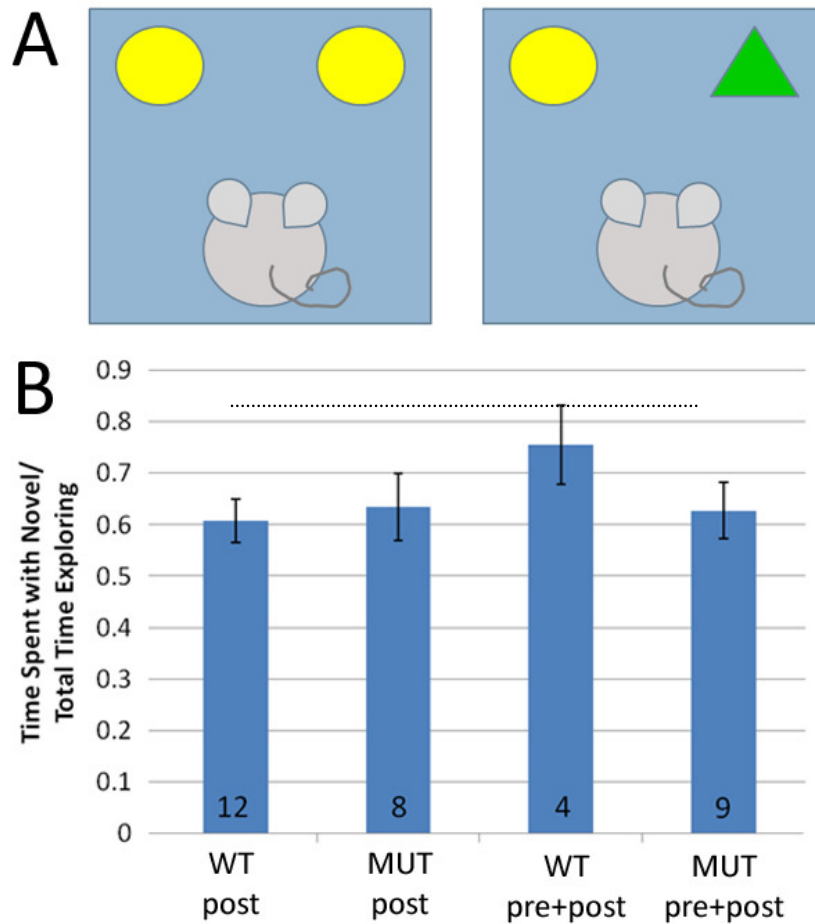 A
B
Time Spent with Novel/
Total Time Exploring
0.9
0.8
0.7
0.6
0.5
0.4
0.3
0.2
0.1
0
12
8
4
9
WT
post
MUT
post
WT
pre+post
MUT
pre+post